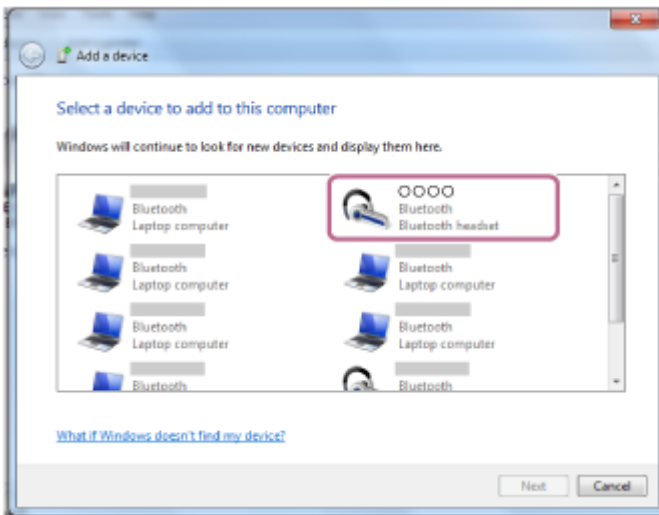 Add a device
Select a device to add to this computer
Windows will continue to look for new devices and display them here.
Bluetooth
Laptop computer
OOOO
Bluetooth
Bluetooth headset
Bluetooth
Laptop computer
Bluetooth
Laptop computer
Bluetooth
Laptop computer
Bluetooth
Laptop computer
Bluetooth
Bluetooth
What if Windows doesn't find my device?
Next
Cancel